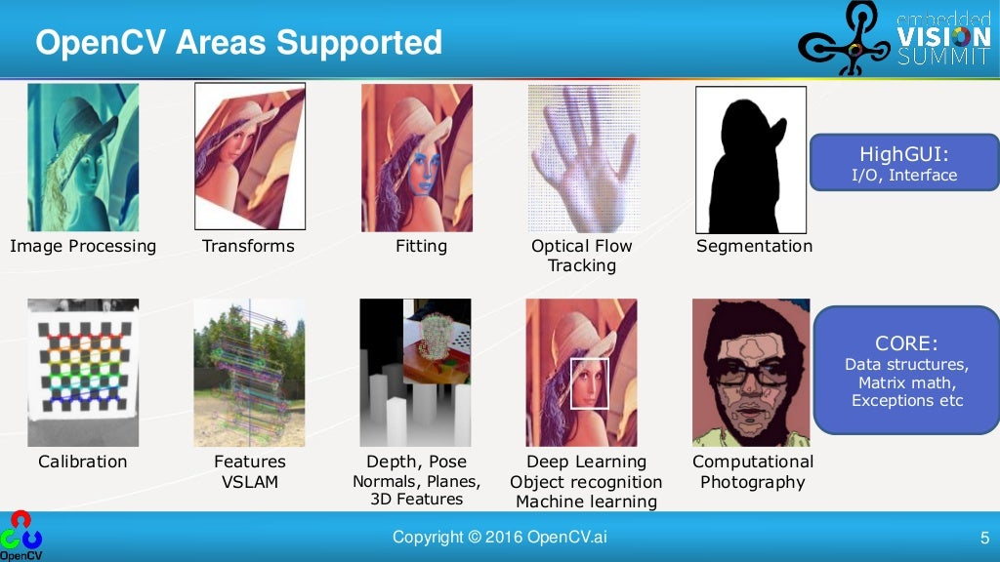 OpenCV Areas Supported
embedded
VISION
SUMMIT
HighGUI:
I/O, Interface
Image Processing
Transforms
Fitting
Optical Flow
Tracking
Segmentation
CORE:
Data structures,
Matrix math,
Exceptions etc
Calibration
Features
VSLAM
Depth, Pose
Normals, Planes,
3D Features
Deep Learning
Object recognition
Machine learning
Computational
Photography
OpenCV
Copyright © 2016 OpenCV.ai
5